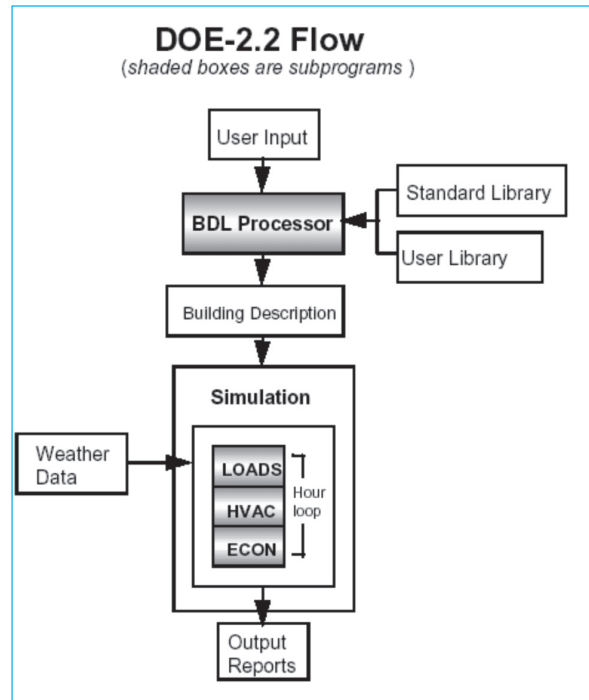 DOE-2.2 Flow
(shaded boxes are subprograms )
User Input
Standard Library
BDL Processor
User Library
Building Description
Simulation
Weather
Data
LOADS
HVAC
ECON
Hour
loop
Output
Reports